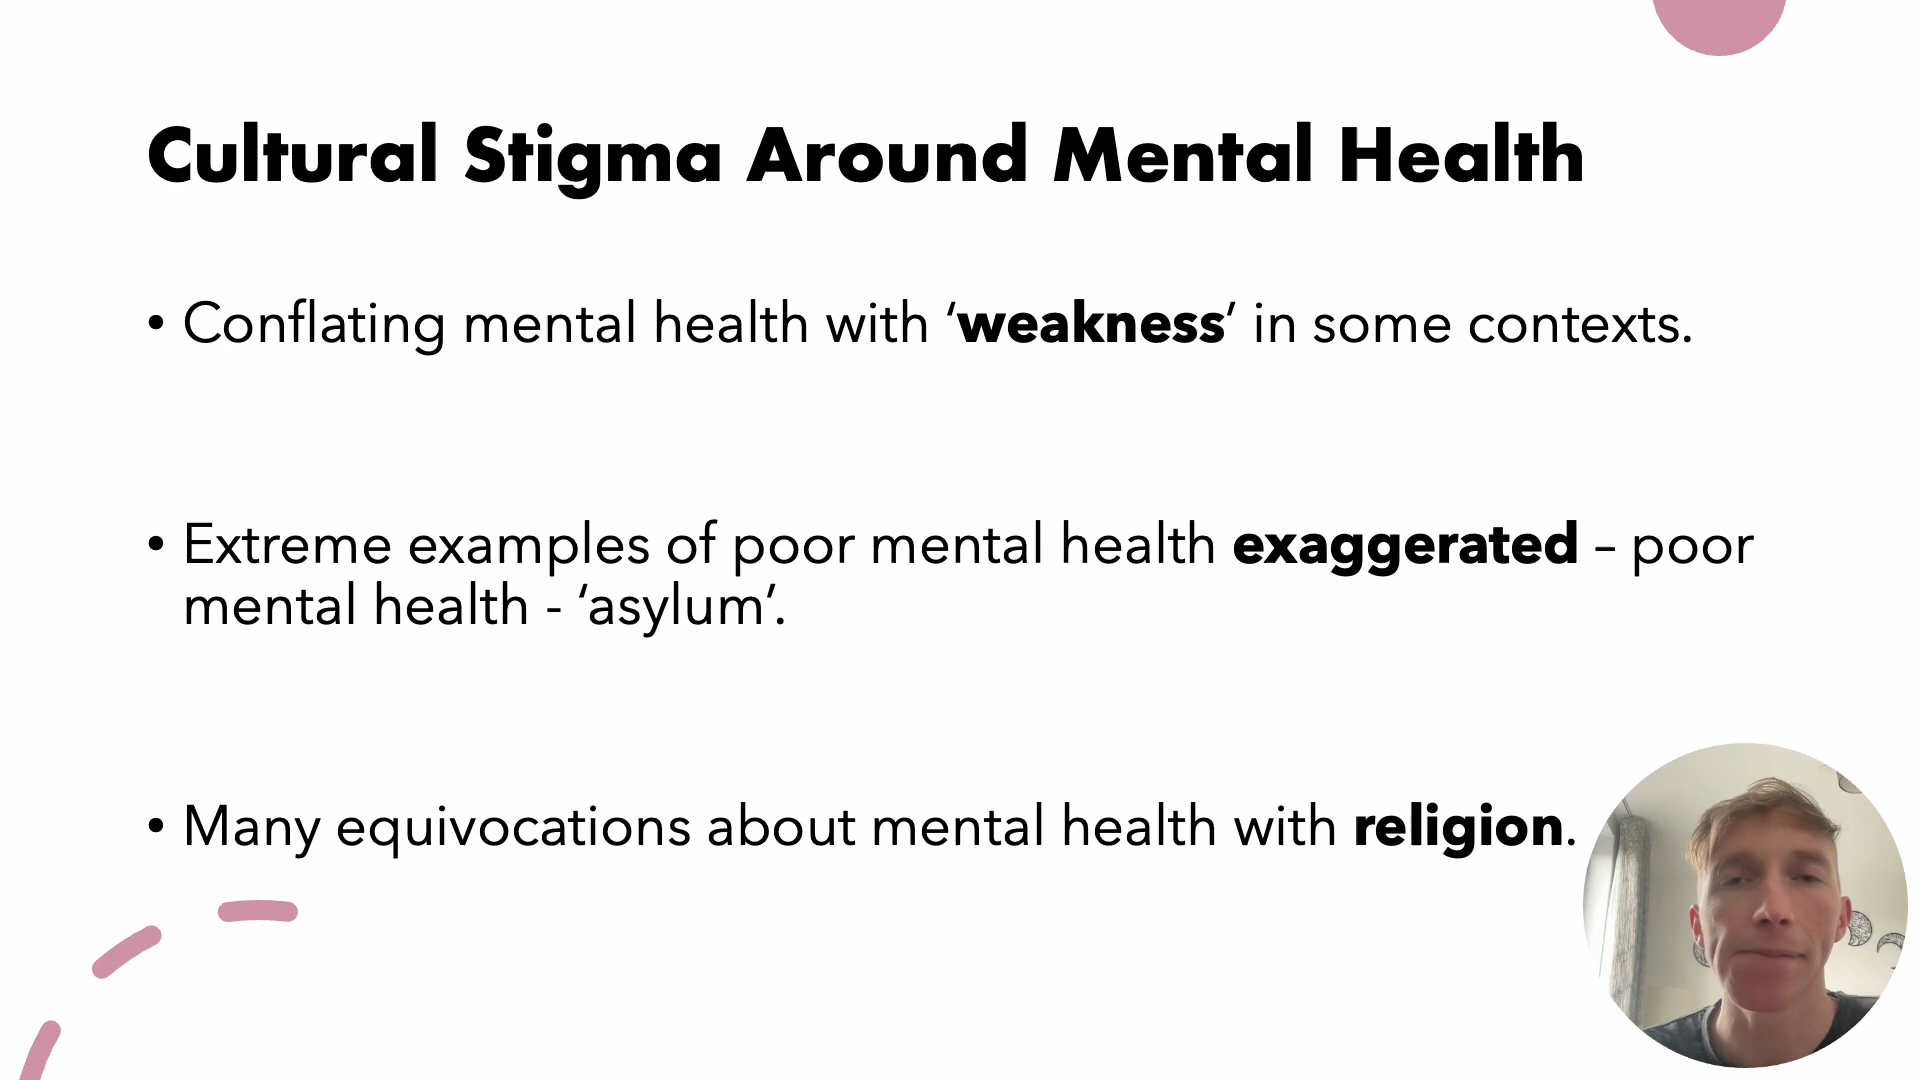 Cultural Stigma Around Mental Health
• Conflating mental health with ‘weakness’ in some contexts.
• Extreme examples of poor mental health exaggerated – poor
mental health - ‘asylum’.
• Many equivocations about mental health with religion.